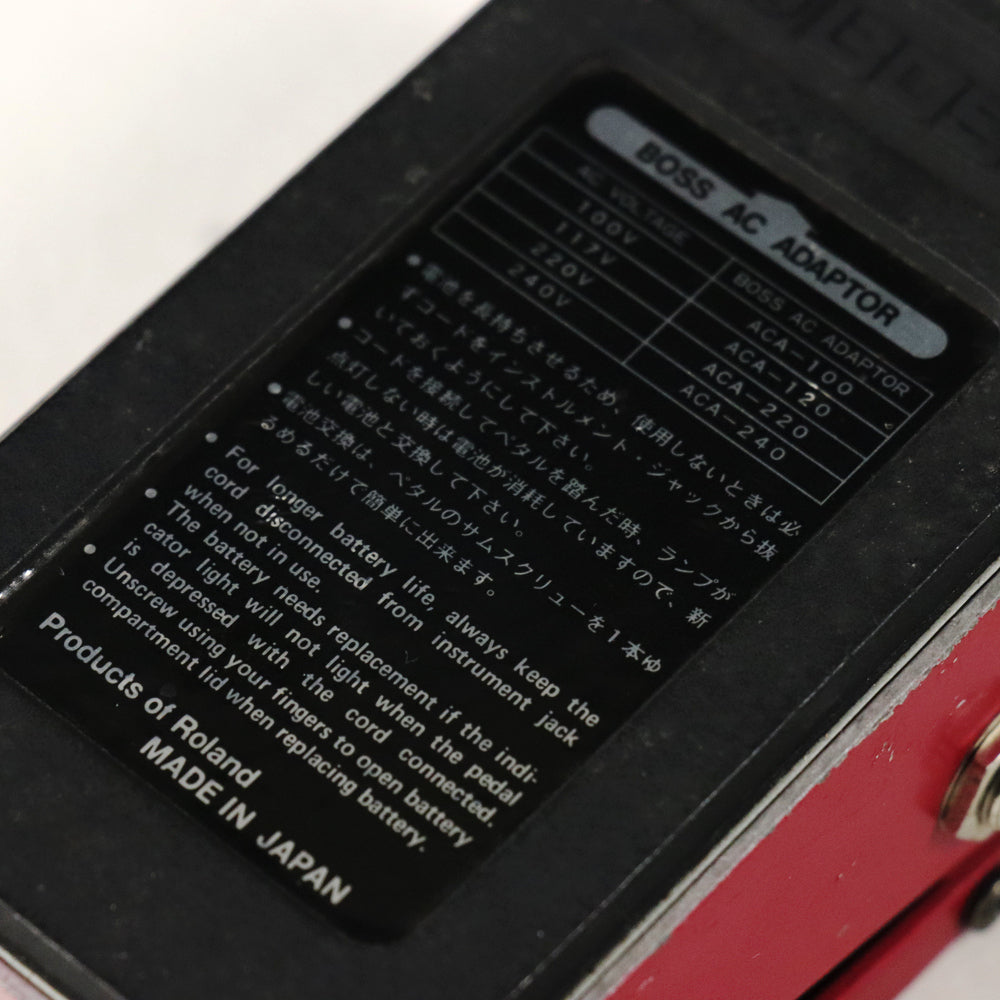 BOSS AC ADAPTOR
AC VOLTAGE BOSS AC ADAPTOR
100V ACA-100
117V ACA-120
220V ACA-220
240V ACA-240
●電池を長持ちさせるため、使用しないときは必
ずコードをインストルメント・ジャックから抜
いておくようにして下さい。
●コードを接続してペダルを踏んだ時、ランプが
点灯しない時は電池が消耗していますので、新
しい電池と交換して下さい。
●電池交換は、ペダルのサムスクリューを1本ゆ
るめるだけで簡単に出来ます。
● For longer battery life, always keep the
cord disconnected from instrument jack
when not in use.
● The battery needs replacement if the indi-
cator light will not light when the pedal
is depressed with the cord connected.
● Unscrew using your fingers to open battery
compartment lid when replacing battery.
Products of Roland
MADE IN JAPAN